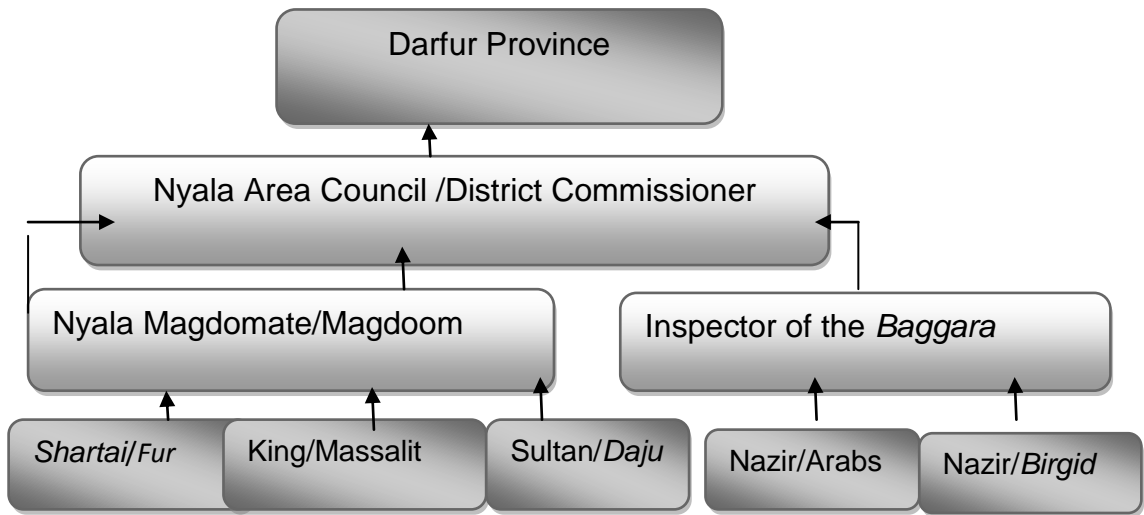 Darfur Province
Nyala Area Council /District Commissioner
Nyala Magdomate/Magdoom
Inspector of the Baggara
Shartai/Fur
King/Massalit
Sultan/Daju
Nazir/Arabs
Nazir/Birgid